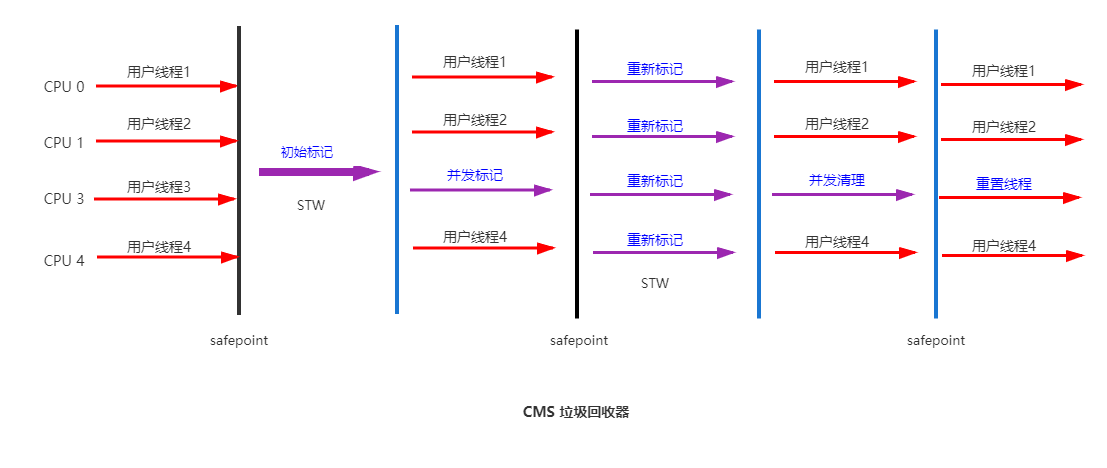 CPU 0
CPU 1
CPU 3
CPU 4
用户线程1
用户线程2
用户线程3
用户线程4
初始标记
STW
用户线程1
用户线程2
并发标记
用户线程4
重新标记
重新标记
重新标记
重新标记
STW
用户线程1
用户线程2
并发清理
用户线程4
用户线程1
用户线程2
重置线程
用户线程4
safepoint
safepoint
safepoint
CMS 垃圾回收器